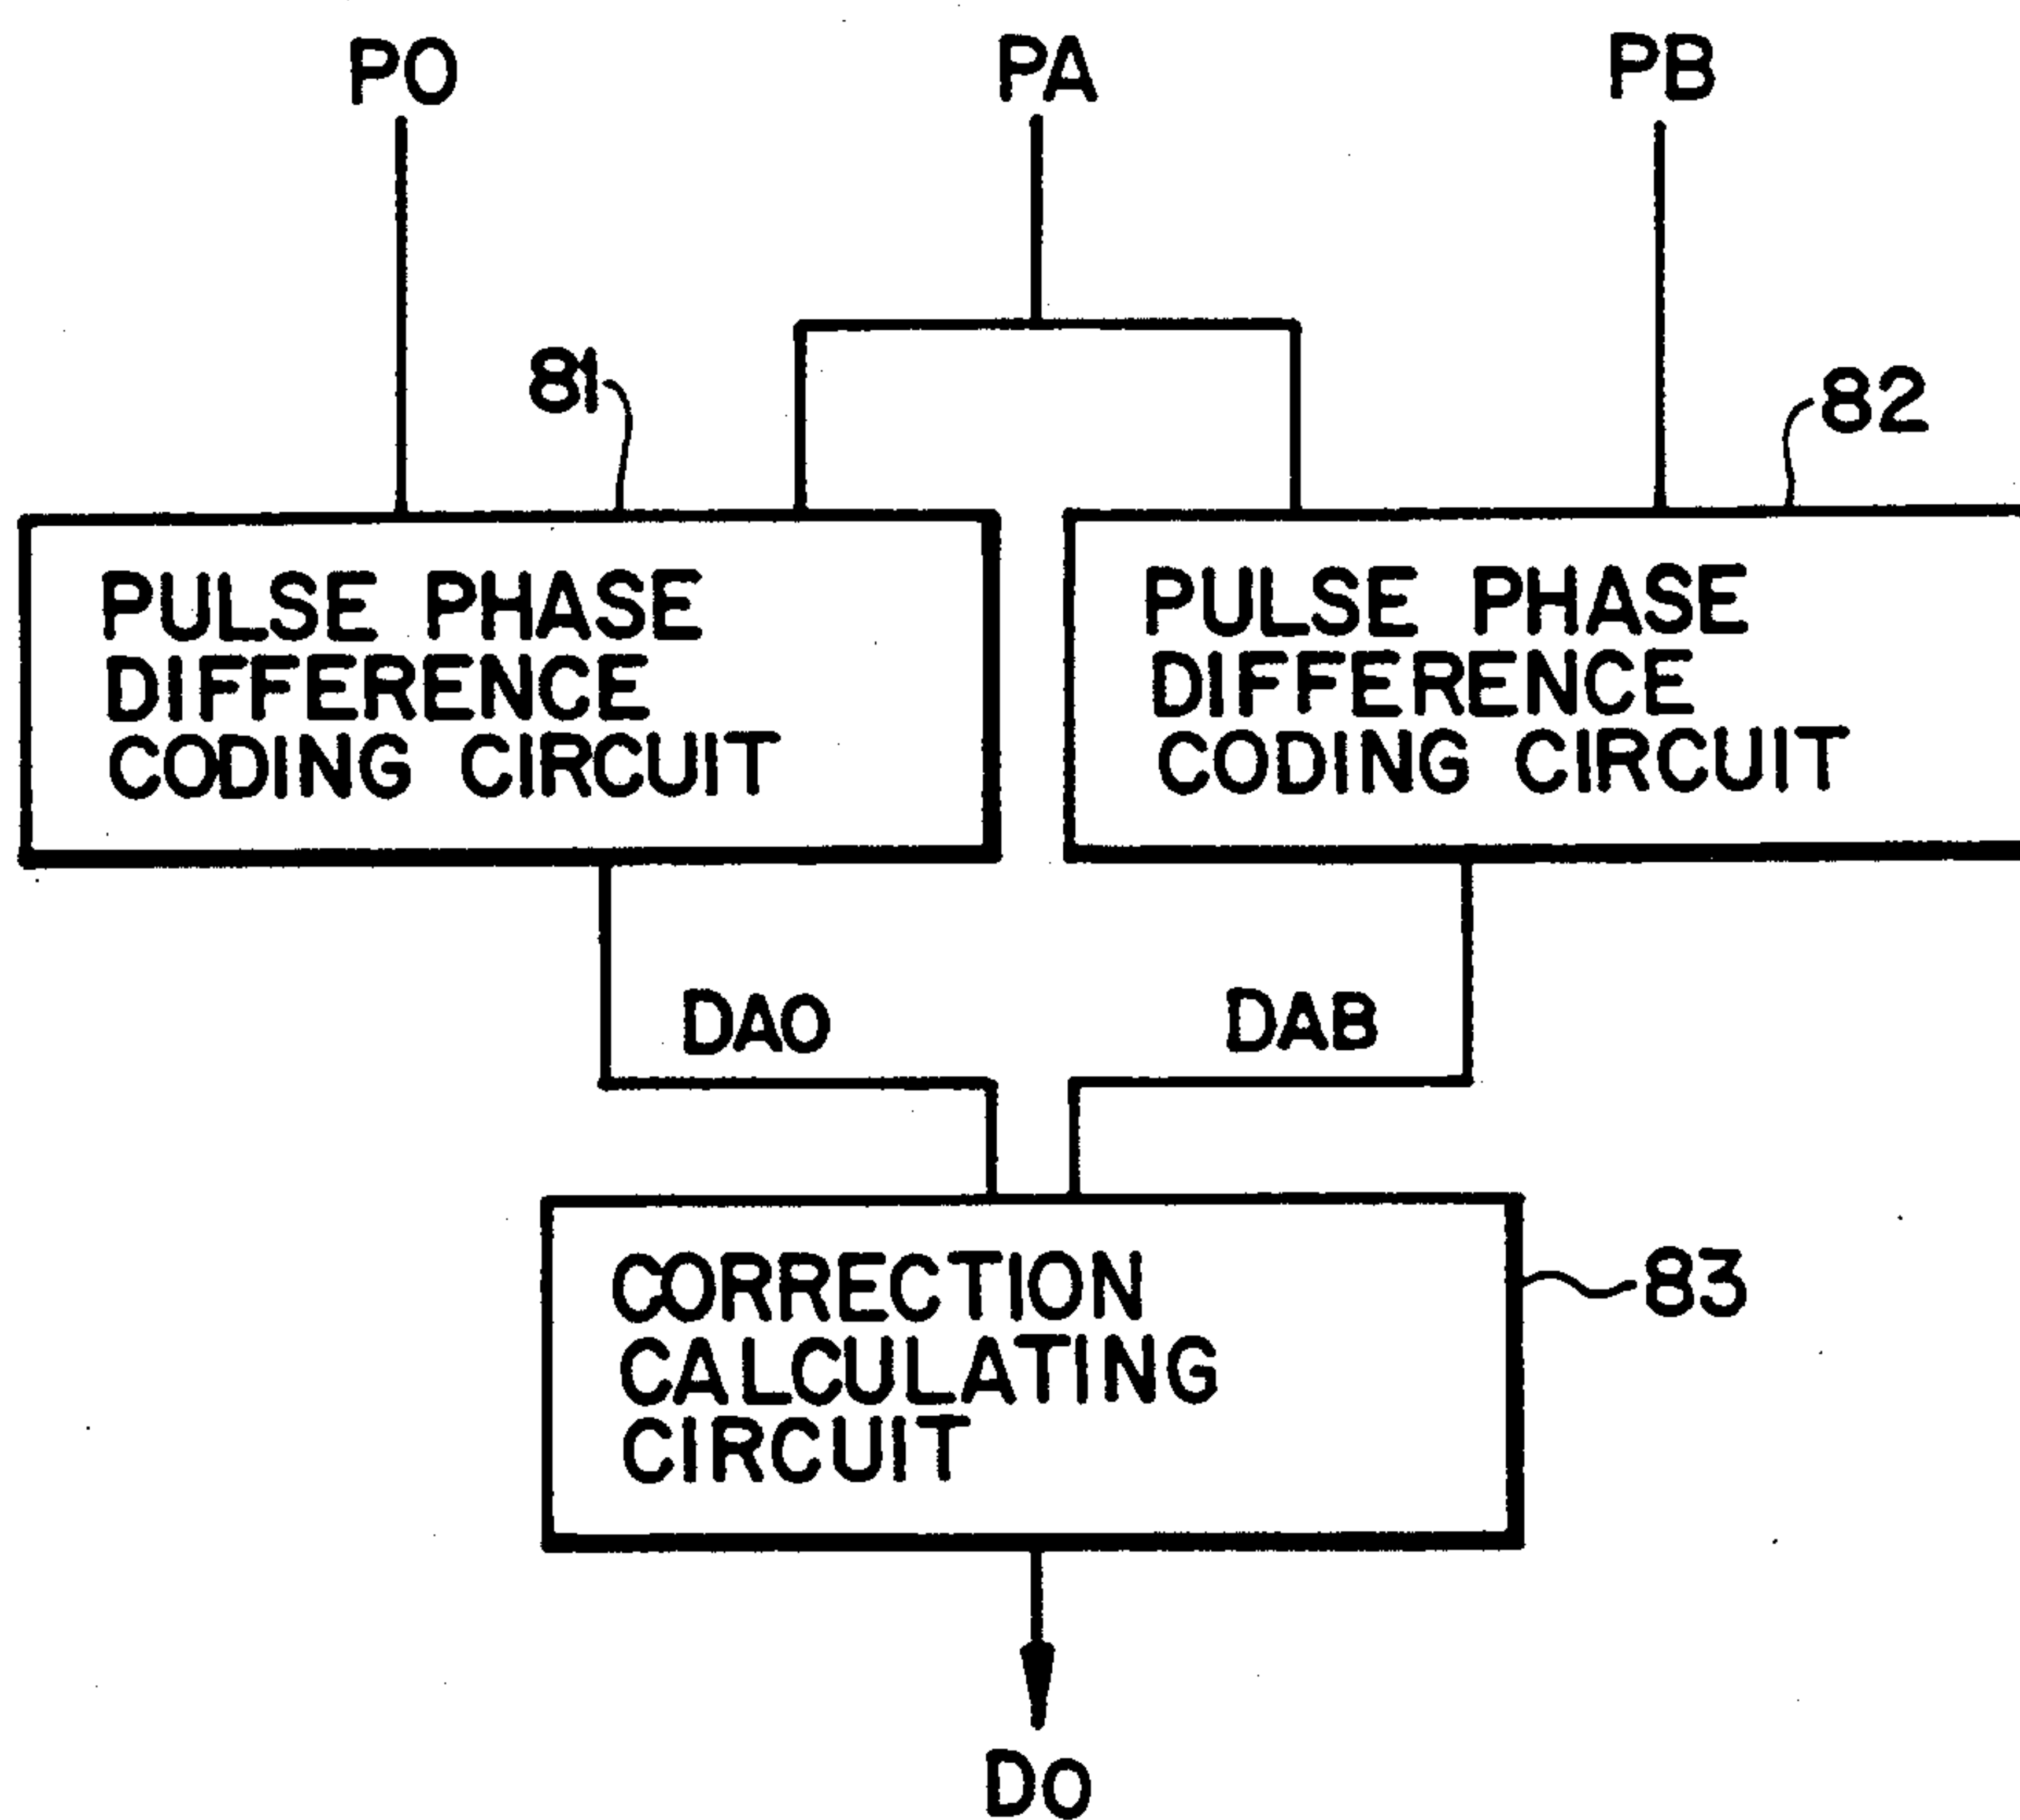 PO PA PB
81
82
PULSE PHASE
DIFFERENCE
CODING CIRCUIT
PULSE PHASE
DIFFERENCE
CODING CIRCUIT
DAO DAB
CORRECTION
CALCULATING
CIRCUIT
83
DO